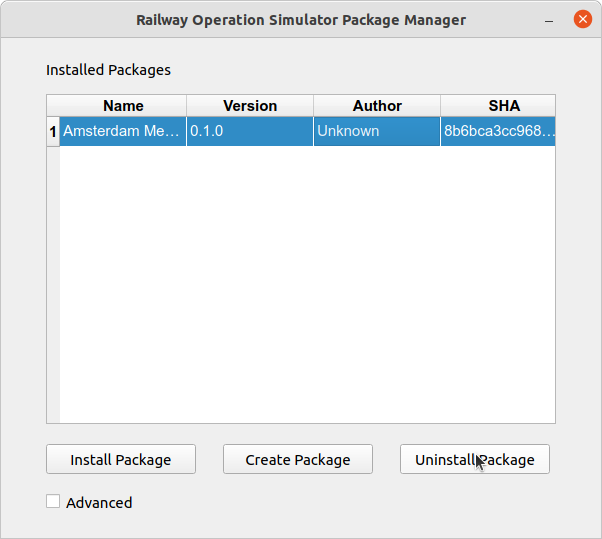 Railway Operation Simulator Package Manager
Installed Packages
Name Version Author SHA
1 Amsterdam Me... 0.1.0 Unknown 8b6bca3cc968...
Install Package Create Package Uninstall Package
Advanced